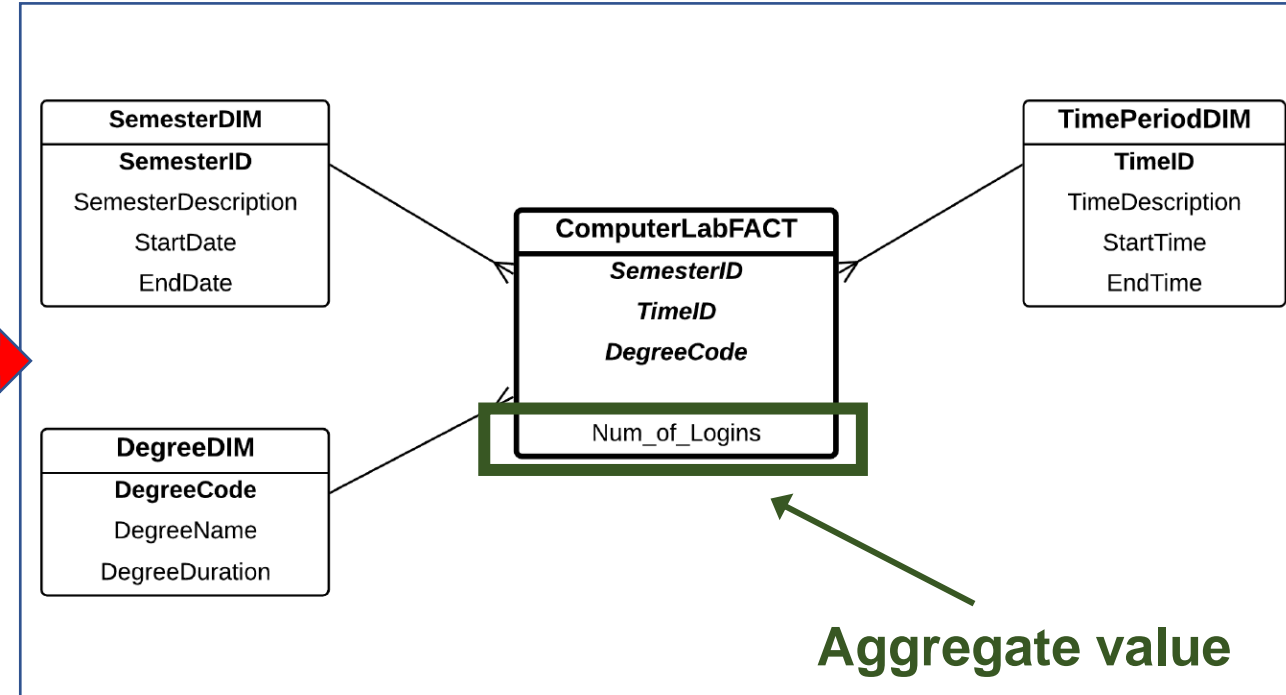 SemesterDIM
SemesterID
SemesterDescription
StartDate
EndDate
TimePeriodDIM
TimeID
TimeDescription
StartTime
EndTime
ComputerLabFACT
SemesterID
TimeID
DegreeCode
Num_of_Logins
DegreeDIM
DegreeCode
DegreeName
DegreeDuration
Aggregate value